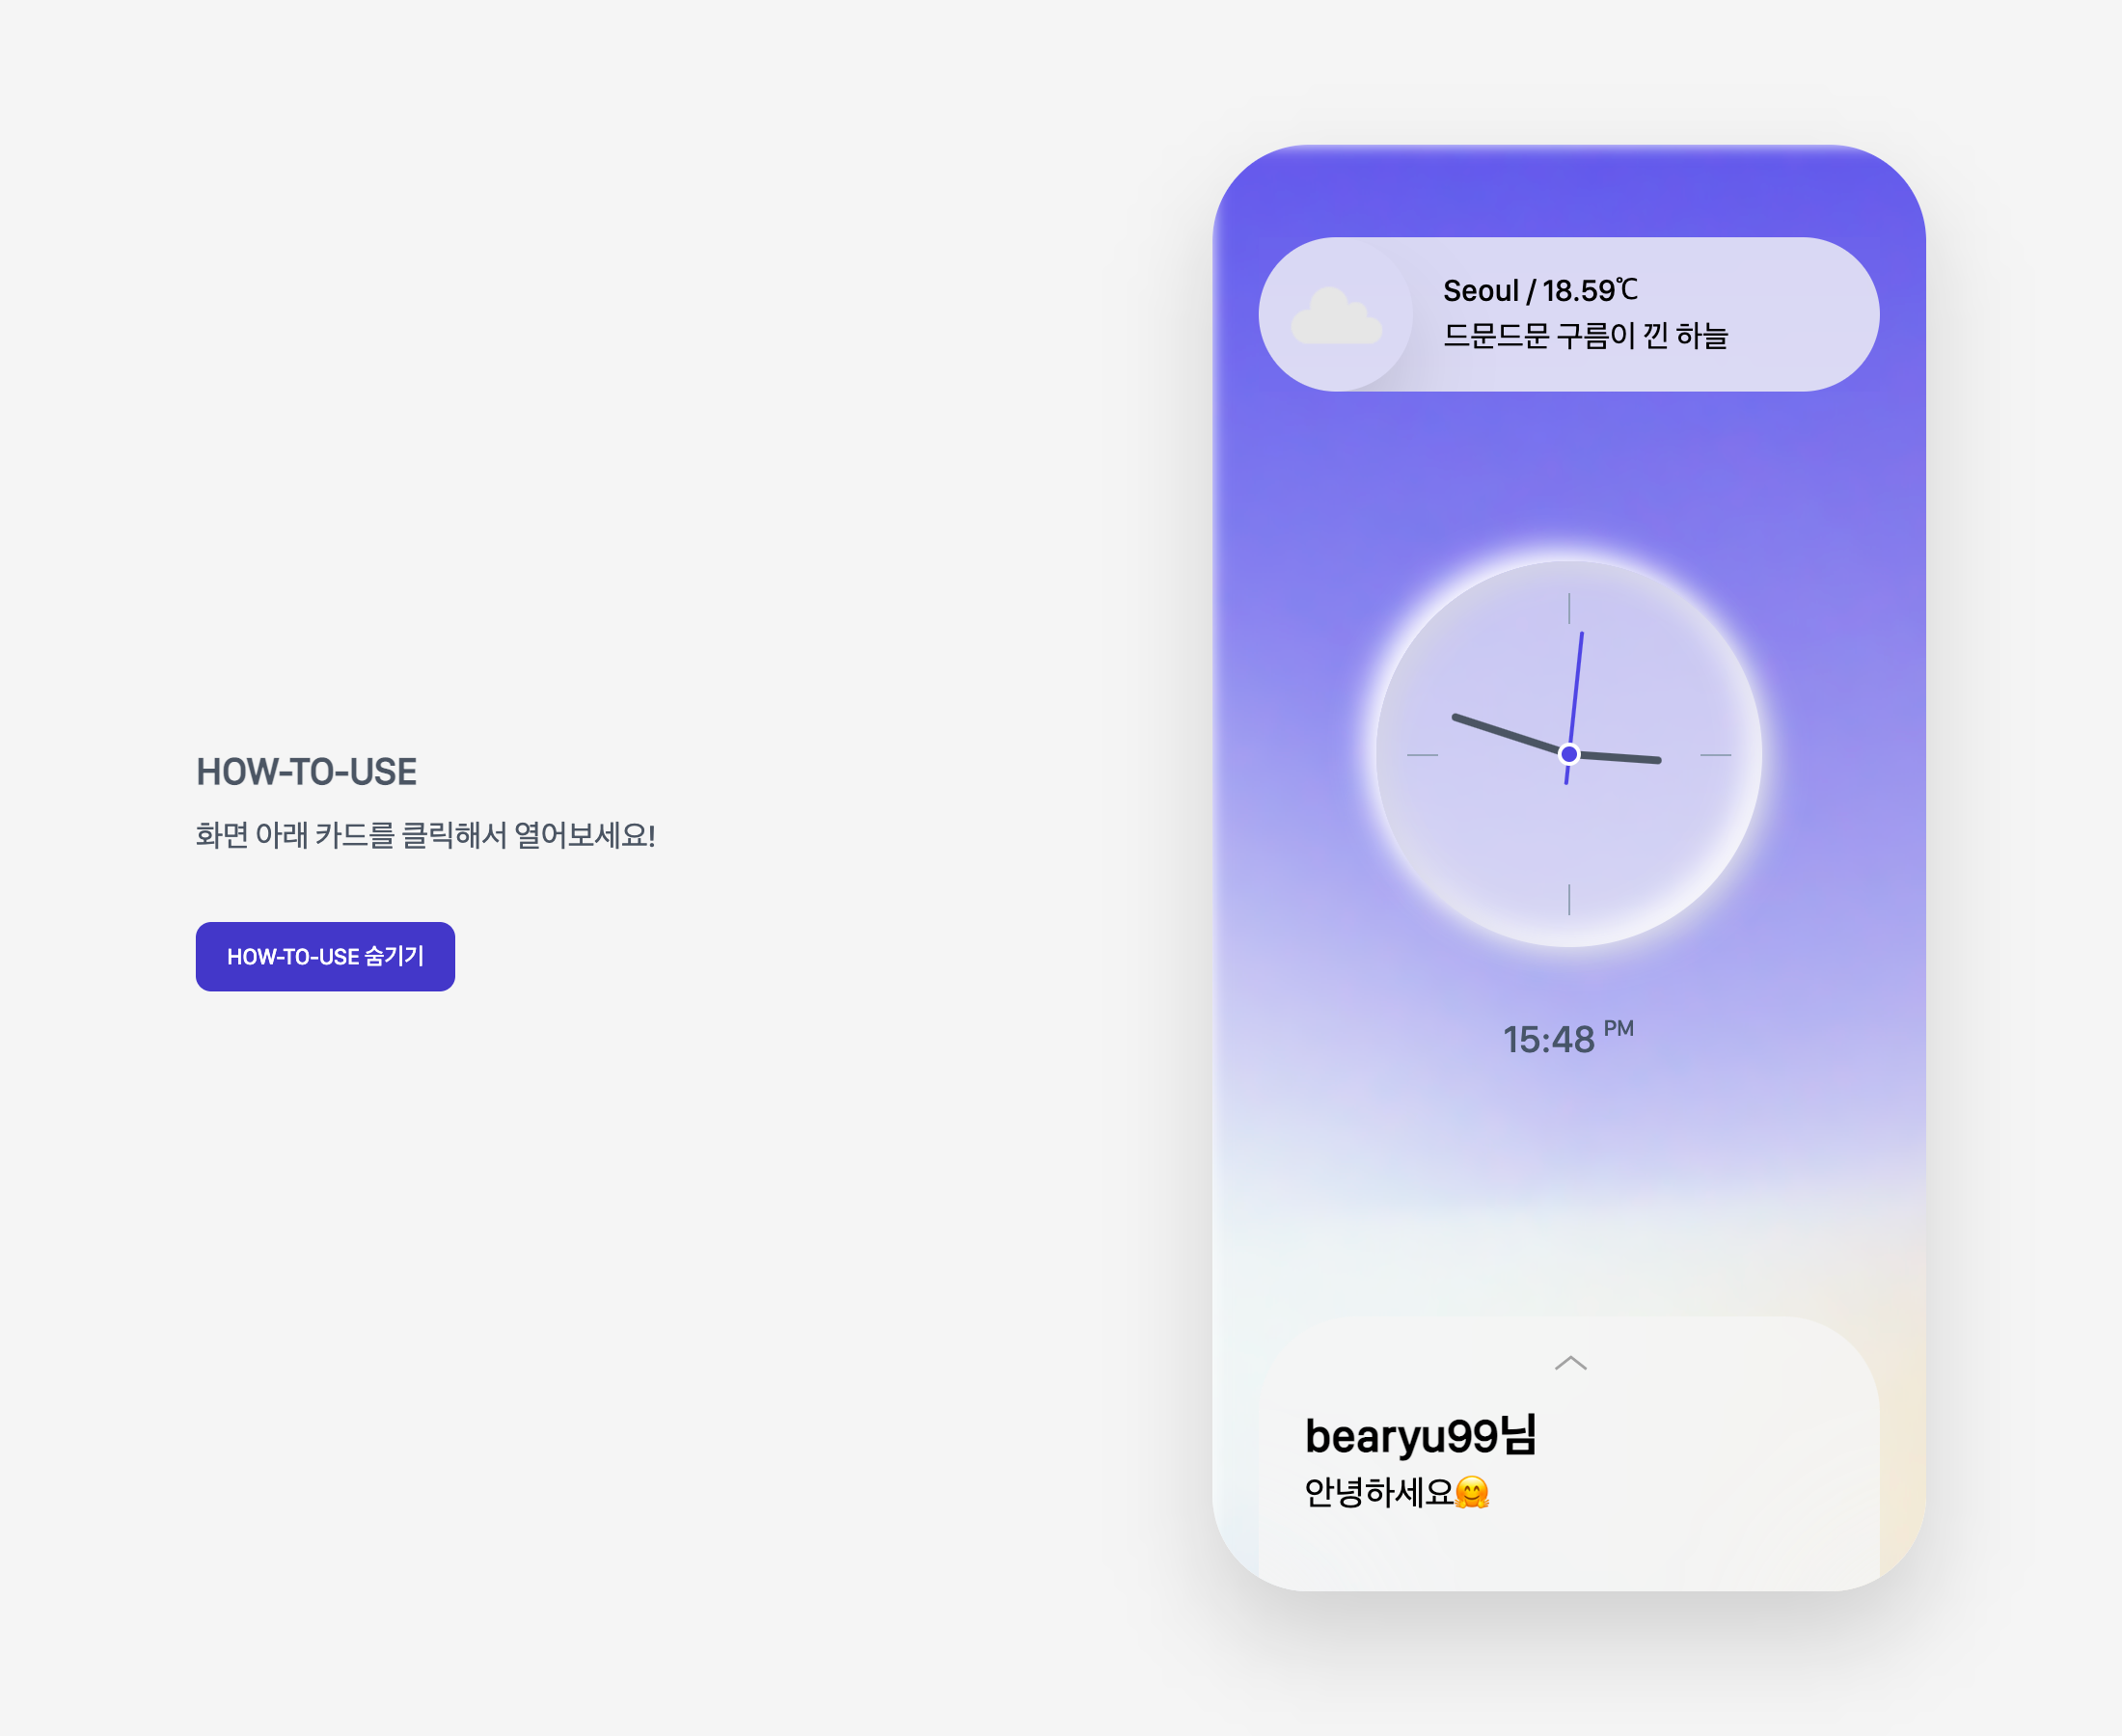 HOW-TO-USE
화면 아래 카드를 클릭해서 열어보세요!
HOW-TO-USE 숨기기
Seoul / 18.59℃
드문드문 구름이 낀 하늘
15:48 PM
bearyu99님
안녕하세요🤗